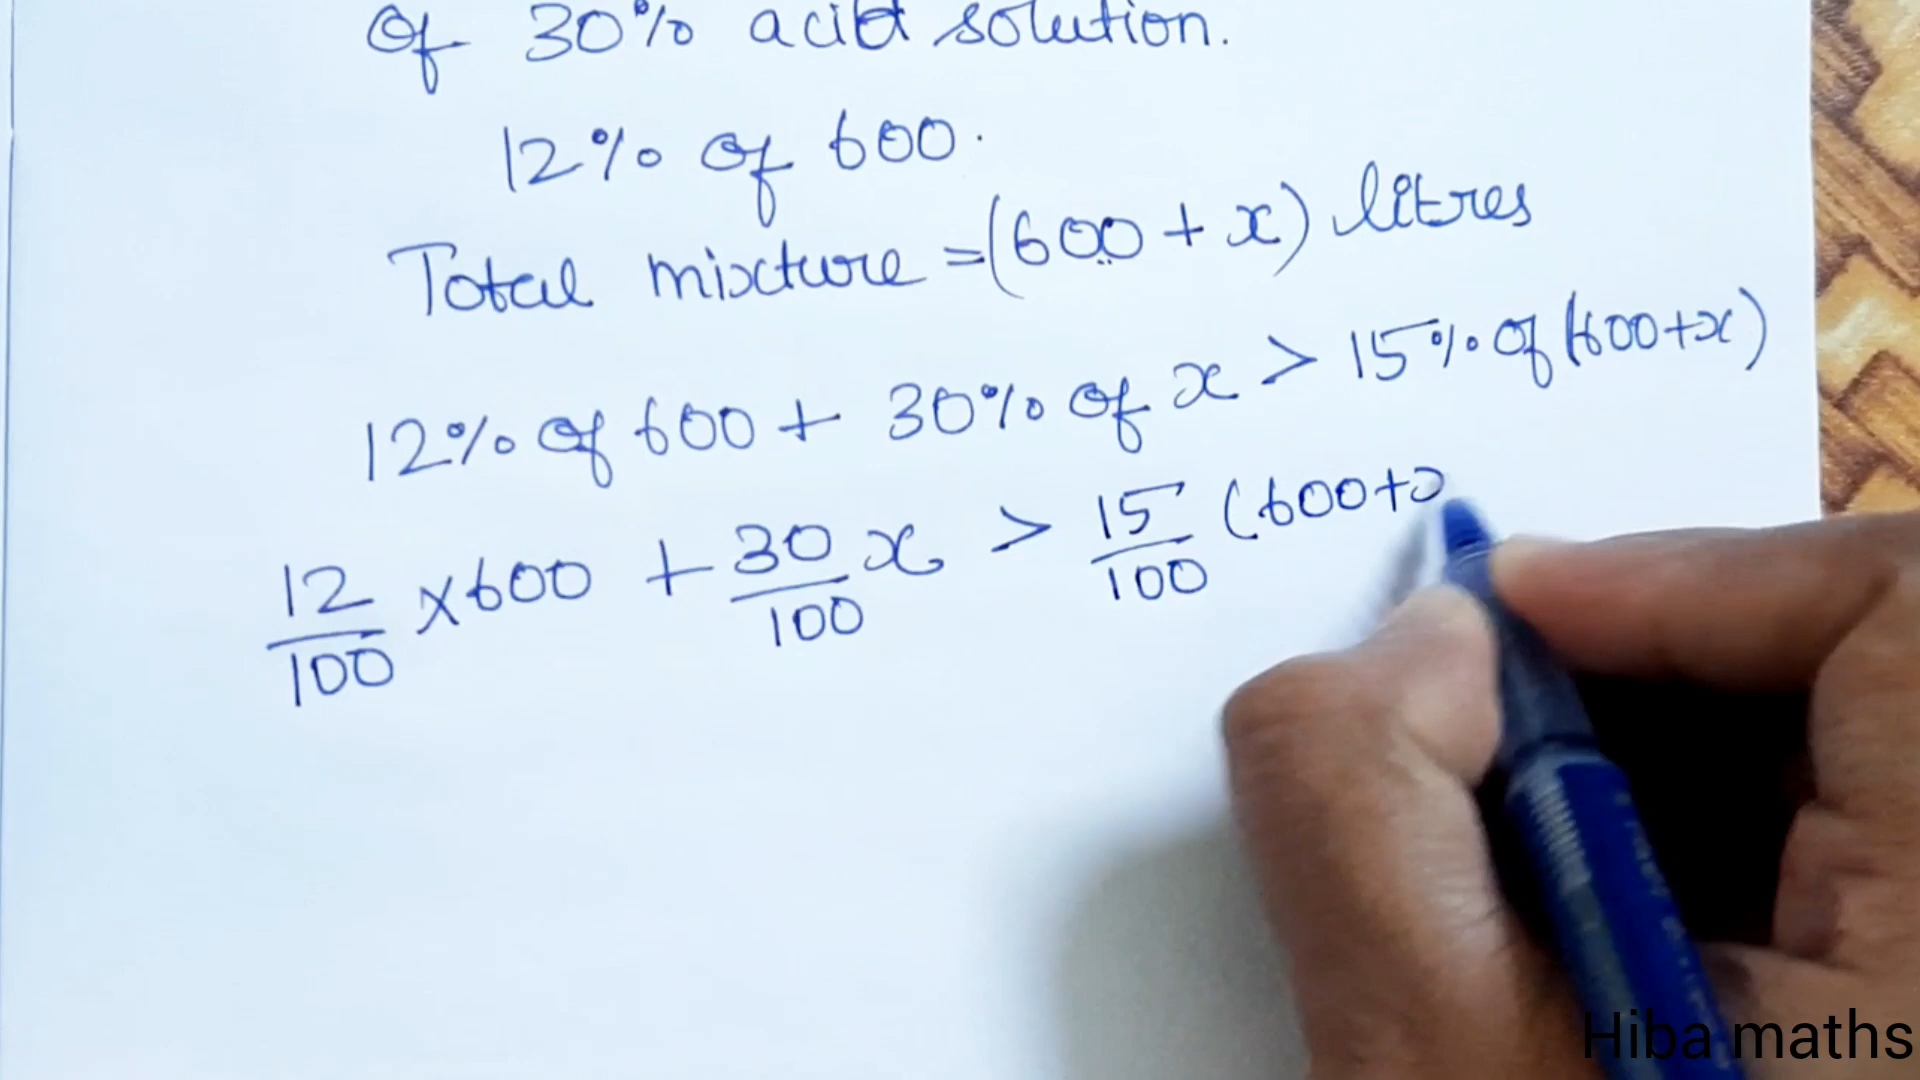 of 30% acid solution.
12% of 600.
Total mixture = (600 + x) litres
12% of 600 + 30% of x > 15% of (600+x)
12/100 x 600 + 30/100 x > 15/100 (600+
Hiba maths